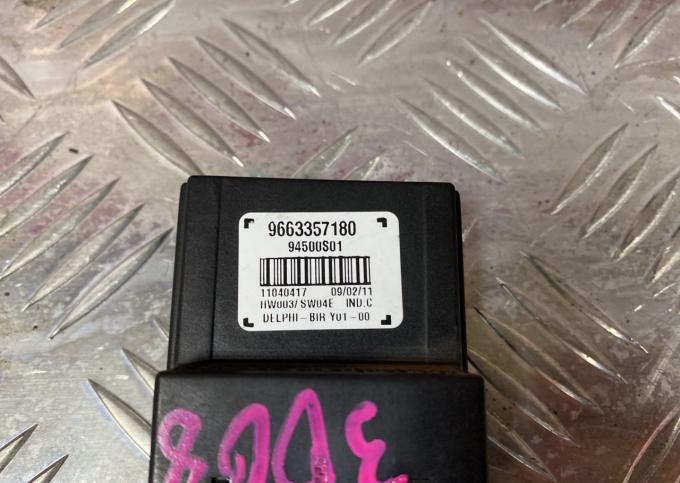 9663357180
94500S01
11040417 09/02/11
HW003/ SW04E IND.C
DELPHI-BIR Y01-00